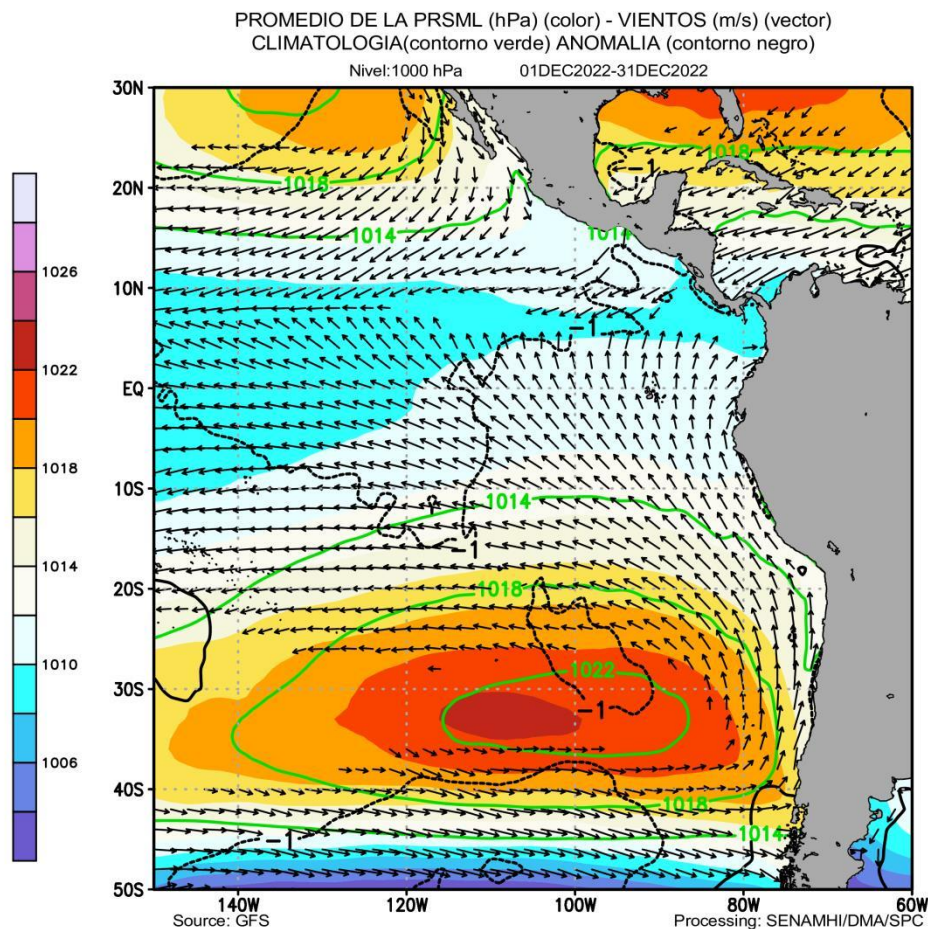 PROMEDIO DE LA PRSML (hPa) (color) - VIENTOS (m/s) (vector)
CLIMATOLOGIA(contorno verde) ANOMALIA (contorno negro)
Nivel:1000 hPa 01DEC2022-31DEC2022
30N
1018
1018
-1
20N
1014
1014
1026
10N
-1
1022
EQ
1018
10S
1014
-1
1014
20S
1018
1010
1022
30S
-1
1006
40S
1018
1014
-1
50S
140W 120W 100W 80W 60W
Source: GFS Processing: SENAMHI/DMA/SPC